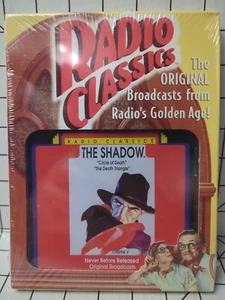 RADIO
CLASSICS
The
ORIGINAL
Broadcasts from
Radio's Golden Age!
RADIO CLASSICS
THE SHADOW
"Circle of Death"
"The Death Triangle"
Never Before Released
Original Broadcasts